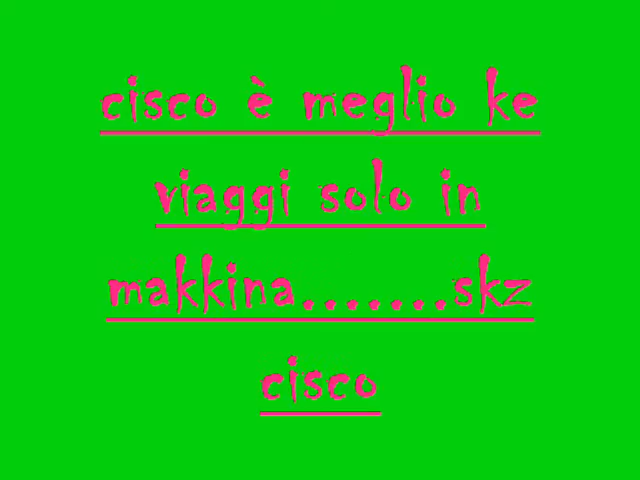 cisco è meglio ke
viaggi solo in
makkina.......skz
cisco